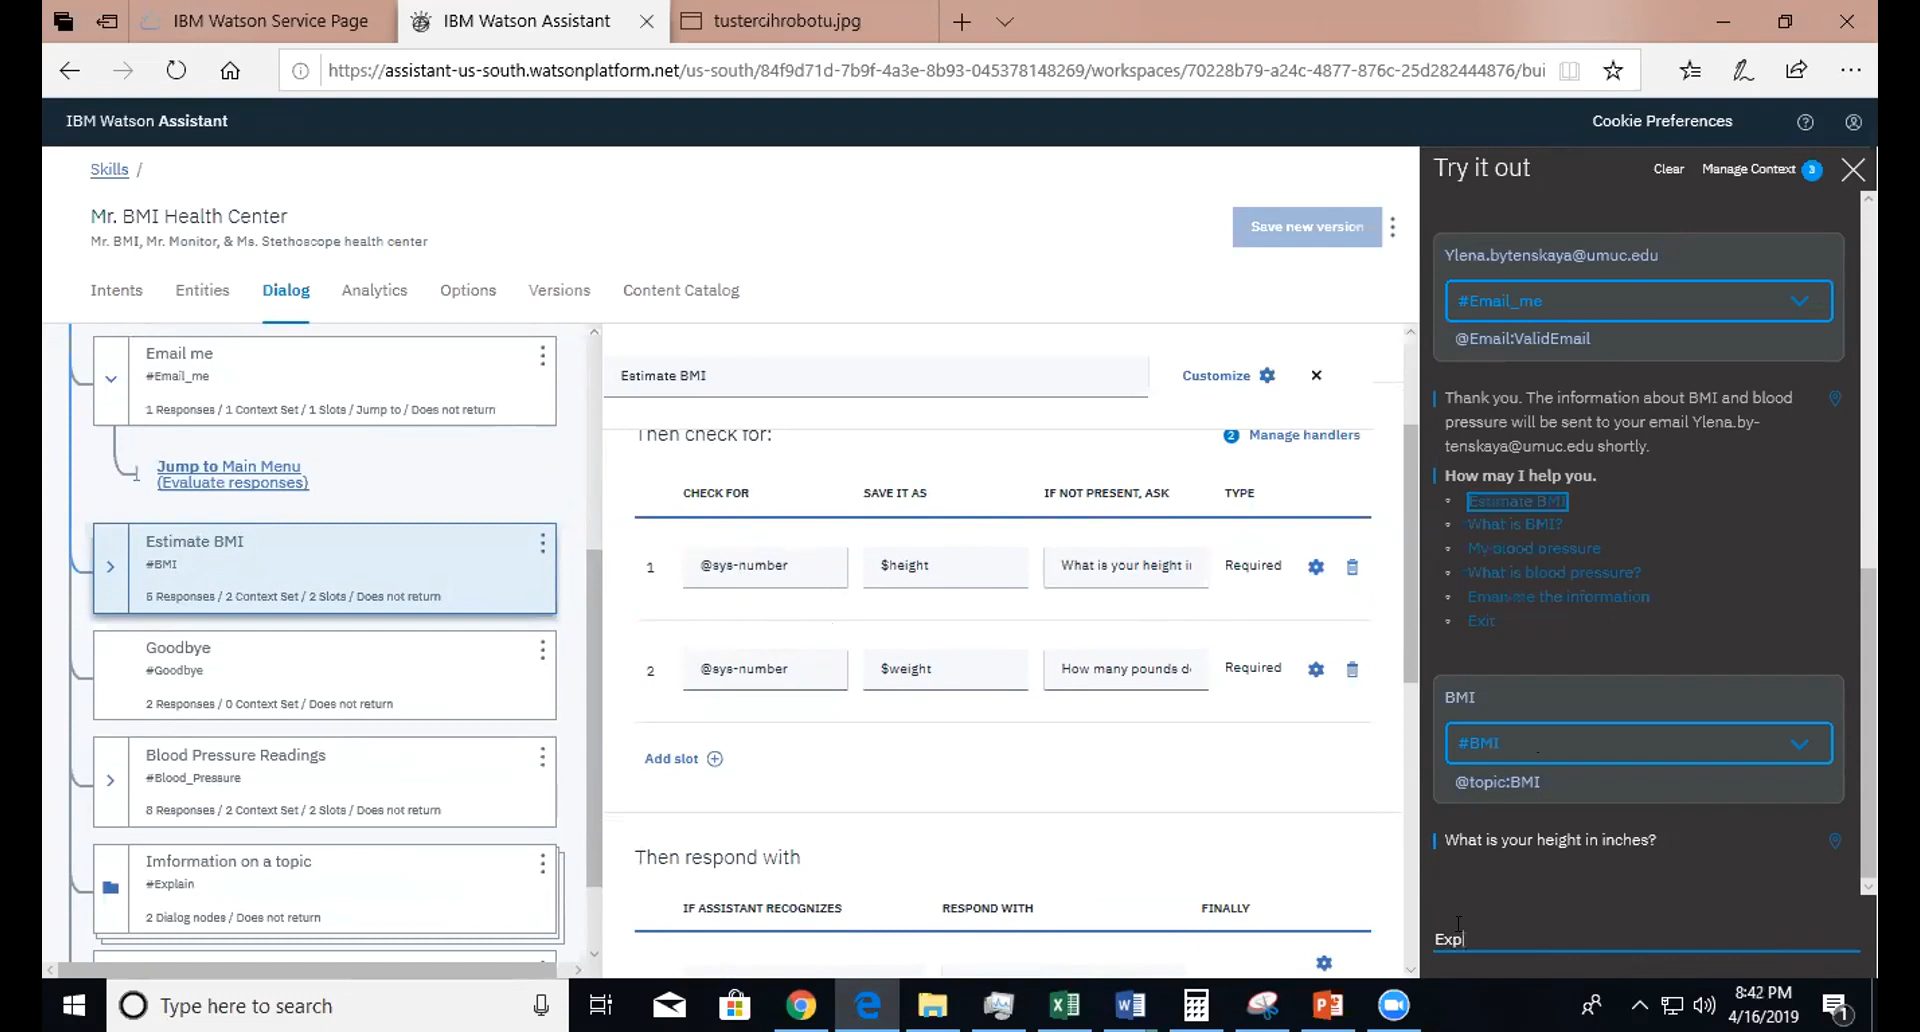 IBM Watson Service Page
IBM Watson Assistant
tustercihrobotu.jpg
https://assistant-us-south.watsonplatform.net/us-south/84f9d71d-7b9f-4a3e-8b93-045378148269/workspaces/70228b79-a24c-4877-876c-25d282444876/bui
IBM Watson Assistant
Cookie Preferences
Skills /
Mr. BMI Health Center
Mr. BMI, Mr. Monitor, & Ms. Stethoscope health center
Save new version
Intents
Entities
Dialog
Analytics
Options
Versions
Content Catalog
Email me
#Email_me
1 Responses / 1 Context Set / 1 Slots / Jump to / Does not return
Jump to Main Menu
(Evaluate responses)
Estimate BMI
#BMI
6 Responses / 2 Context Set / 2 Slots / Does not return
Goodbye
#Goodbye
2 Responses / 0 Context Set / Does not return
Blood Pressure Readings
#Blood_Pressure
8 Responses / 2 Context Set / 2 Slots / Does not return
Imformation on a topic
#Explain
2 Dialog nodes / Does not return
Estimate BMI
Customize
Then check for:
2 Manage handlers
CHECK FOR
SAVE IT AS
IF NOT PRESENT, ASK
TYPE
1 @sys-number $height What is your height i Required
2 @sys-number $weight How many pounds d Required
Add slot
Then respond with
IF ASSISTANT RECOGNIZES
RESPOND WITH
FINALLY
Try it out
Clear
Manage Context 3
Ylena.bytenskaya@umuc.edu
#Email_me
@Email:ValidEmail
Thank you. The information about BMI and blood
pressure will be sent to your email Ylena.by-
tenskaya@umuc.edu shortly.
How may I help you.
Estimate BMI
What is BMI?
My blood pressure
What is blood pressure?
Email me the information
Exit
BMI
#BMI
@topic:BMI
What is your height in inches?
Exp
Type here to search
8:42 PM
4/16/2019
1